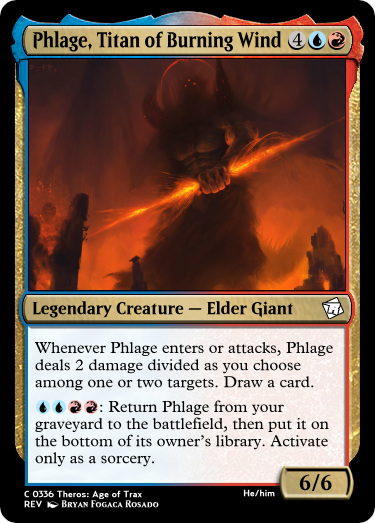 Phlage, Titan of Burning Wind 4
Legendary Creature — Elder Giant
Whenever Phlage enters or attacks, Phlage
deals 2 damage divided as you choose
among one or two targets. Draw a card.
: Return Phlage from your
graveyard to the battlefield, then put it on
the bottom of its owner's library. Activate
only as a sorcery.
6/6
C 0336 Theros: Age of Trax He/him
REV Bryan Fogaca Rosado